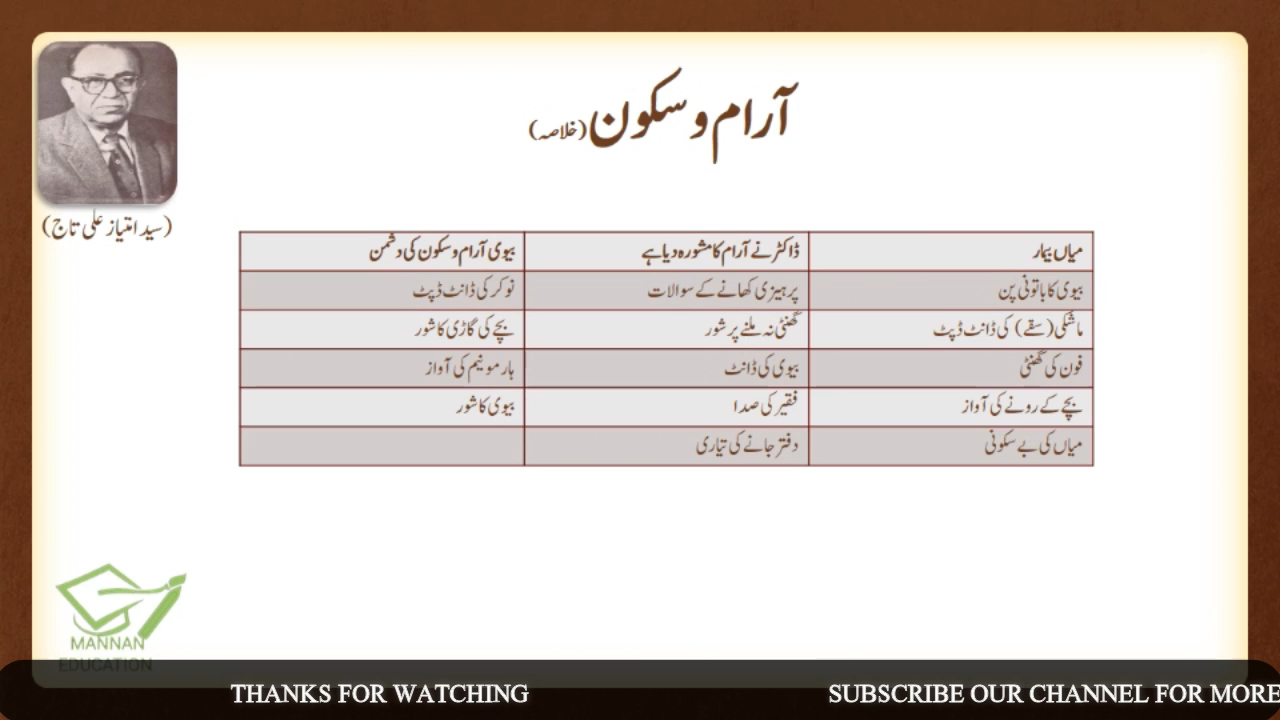 آرام و سکون (خلاصہ)
(سید امتیاز علی تاج)
میاں بیمار ڈاکٹر نے آرام کا مشورہ دیا ہے بیوی آرام و سکون کی دشمن
بیوی کا باتونی پن پرہیزی کھانے کے سوالات نوکر کی ڈانٹ ڈپٹ
ماشکی (سقے) کی ڈانٹ ڈپٹ گھنٹی نہ ملنے پر شور بچے کی گاڑی کا شور
فون کی گھنٹی بیوی کی ڈانٹ ہارمونیم کی آواز
بچے کے رونے کی آواز فقیر کی صدا بیوی کا شور
میاں کی بے سکونی دفتر جانے کی تیاری
MANNAN
EDUCATION
THANKS FOR WATCHING SUBSCRIBE OUR CHANNEL FOR MORE